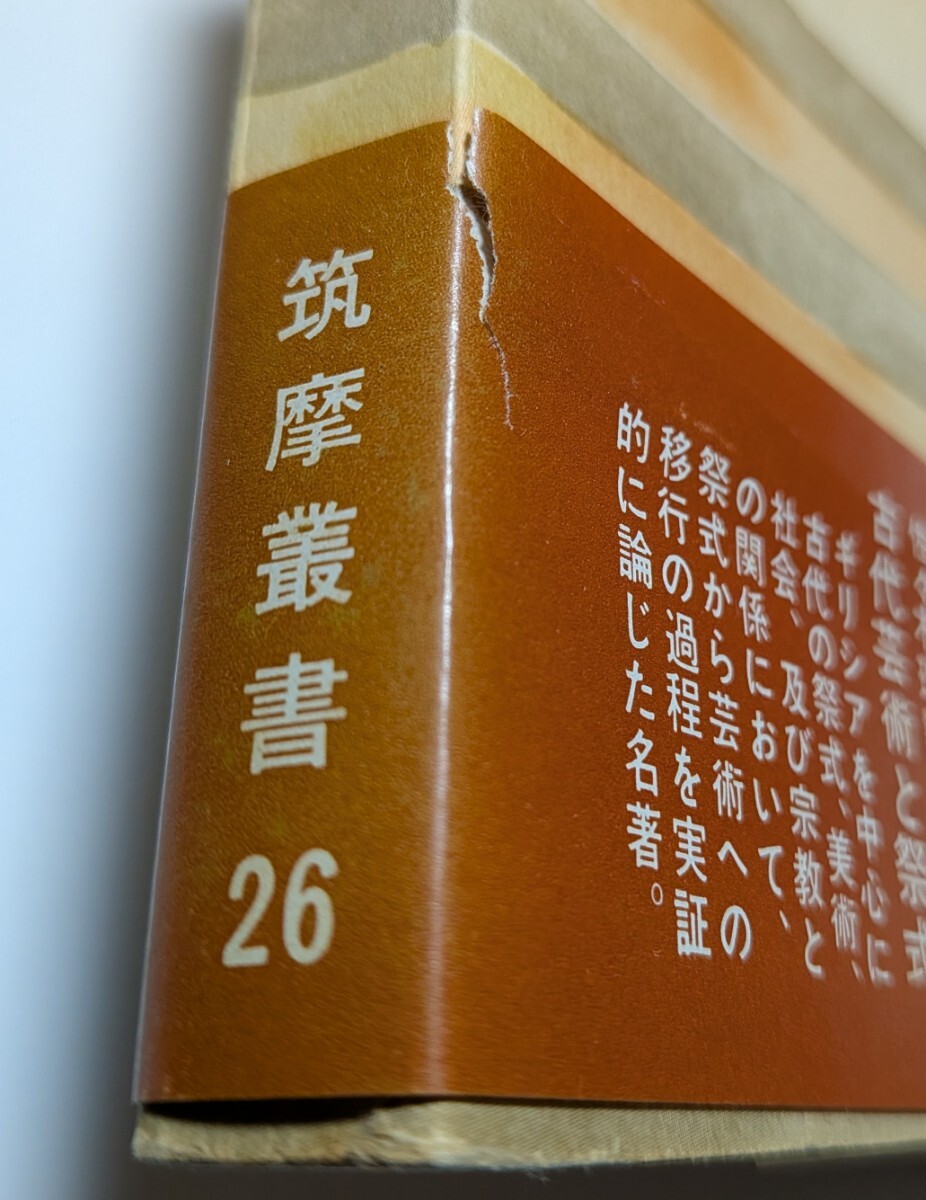 筑摩叢書 26
古代芸術と祭式
ギリシアを中心に
古代の祭式、美術、
社会、及び宗教と
の関係において、
祭式から芸術への
移行の過程を実証
的に論じた名著。